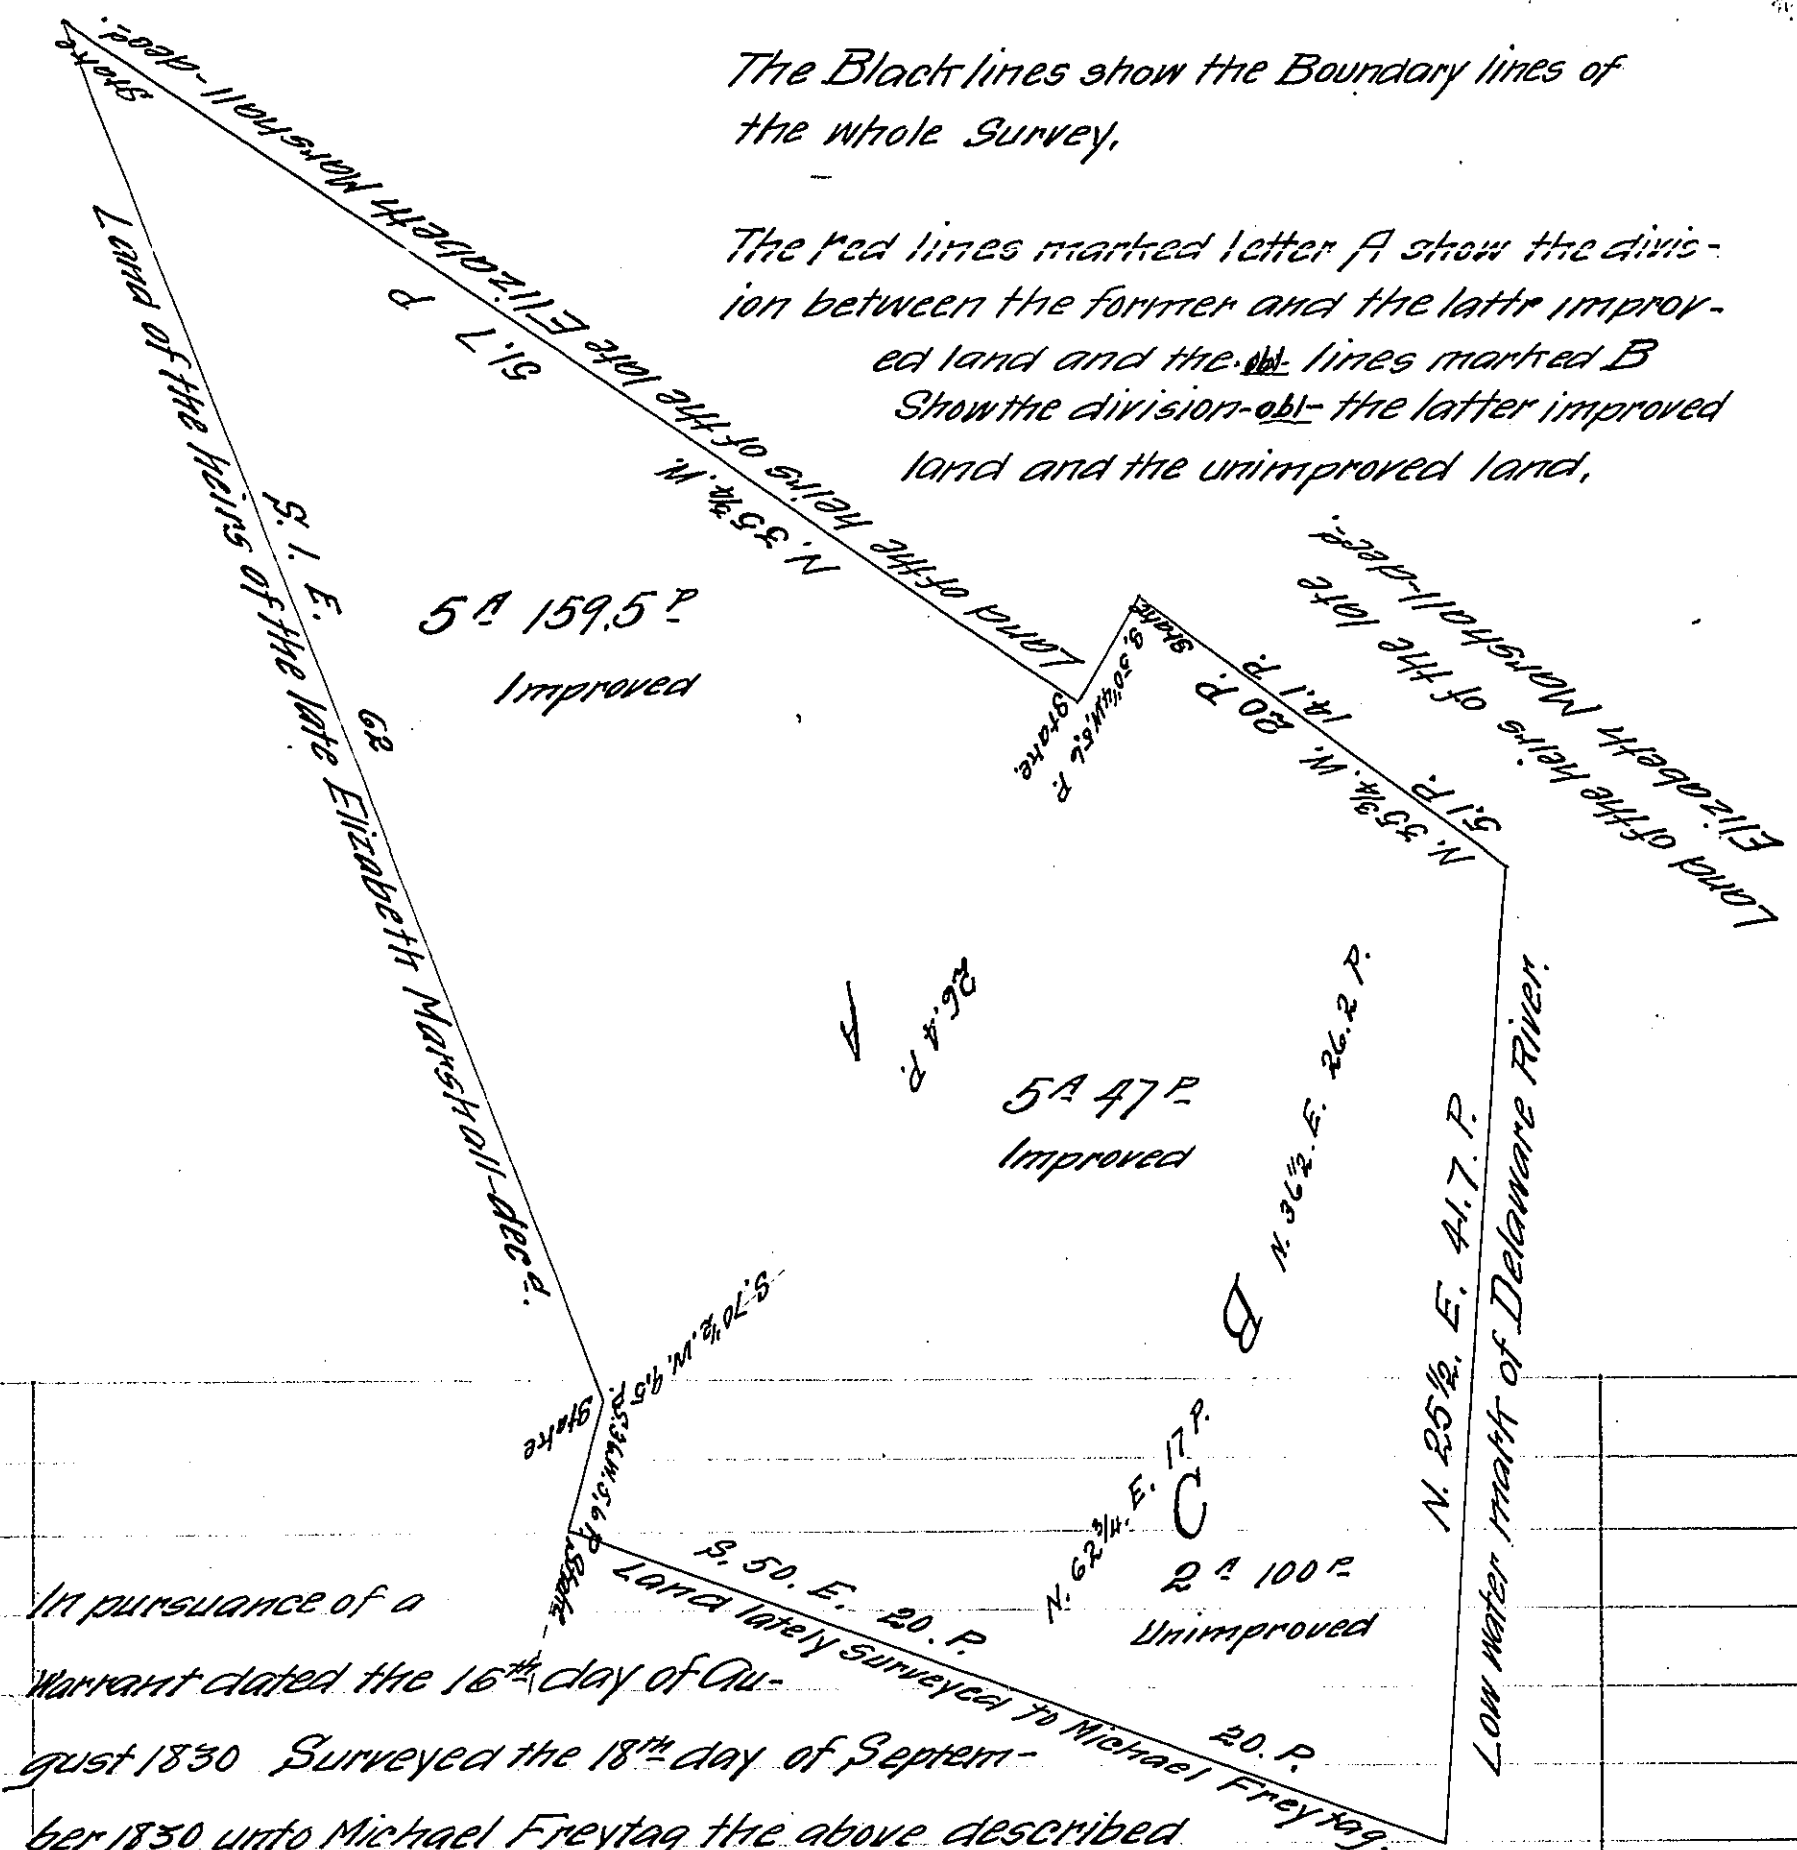 The Black lines show the Boundary lines of
the whole Survey.
The red lines marked letter A show the divis-
ion between the former and the lattr improv-
ed land and the -obl- lines marked B
Show the division -obl- the latter improved
land and the unimproved land.
Stake
Land of the heirs of the late Elizabeth Marshall-decd.
51.7 P
N. 35¾. W.
Land of the heirs of the late Elizabeth Marshall-decd.
S. 1. E. 62
5 A 159.5 P
Improved
Stake.
S. 50¼ W. 5.6 P.
Stake
N. 35¾. W. 20 P.
14.1 P.
5.1 P.
Land of the heirs of the late
Elizabeth Marshall-decd.
A
26.4 P.
5 A 47 P
Improved
N. 36½. E. 26.2 P.
B
N. 25½. E. 41.7. P.
Low water mark of Delaware River.
S. 70½. W. 9.5 P.
Stake
S. 36. W. 5.6 P.
Stake
N. 62¾. E. 17 P.
C
2 A 100 P
Unimproved
S. 50. E. 20. P.
20. P.
Land lately Surveyed to Michael Freytag.
In pursuance of a
Warrant dated the 16th day of Au-
gust 1830 Surveyed the 18th day of Septem-
ber 1830 unto Michael Freytag the above described